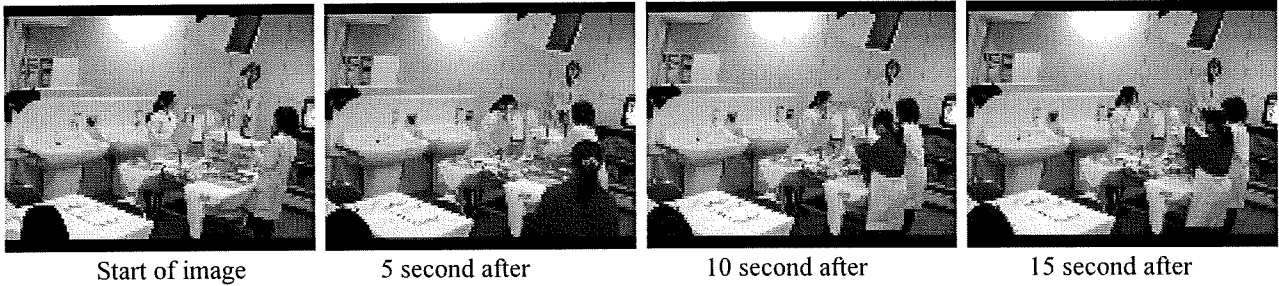 Start of image
5 second after
10 second after
15 second after